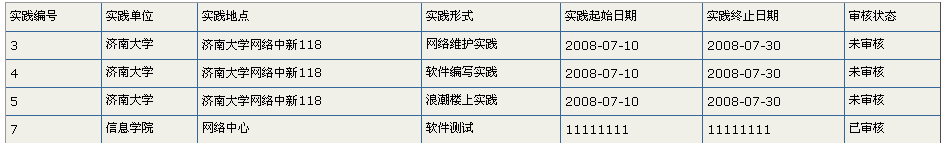 实践编号 实践单位 实践地点 实践形式 实践起始日期 实践终止日期 审核状态
3 济南大学 济南大学网络中新118 网络维护实践 2008-07-10 2008-07-30 未审核
4 济南大学 济南大学网络中新118 软件编写实践 2008-07-10 2008-07-30 未审核
5 济南大学 济南大学网络中新118 浪潮楼上实践 2008-07-10 2008-07-30 未审核
7 信息学院 网络中心 软件测试 11111111 11111111 已审核